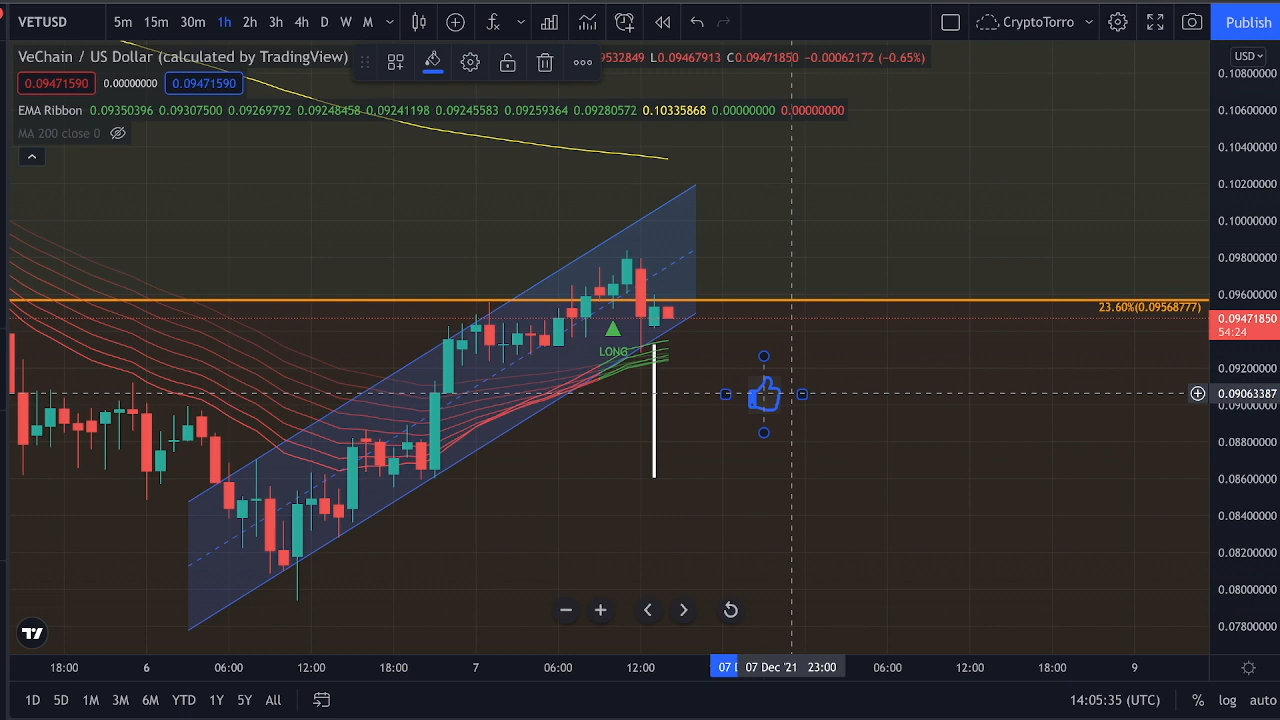 VETUSD 5m 15m 30m 1h 2h 3h 4h D W M CryptoTorro Publish
VeChain / US Dollar (calculated by TradingView) 9532849 L0.09467913 C0.09471850 −0.00062172 (−0.65%)
USD
0.09471590 0.00000000 0.09471590
EMA Ribbon 0.09350396 0.09307500 0.09269792 0.09248458 0.09241198 0.09245583 0.09259364 0.09280572 0.10335868 0.00000000 0.00000000
MA 200 close 0
0.10800000
0.10600000
0.10400000
0.10200000
0.10000000
0.09800000
0.09600000
23.60%(0.09568777)
0.09471850
54:24
LONG
0.09200000
0.09063387
0.09000000
0.08800000
0.08600000
0.08400000
0.08200000
0.08000000
0.07800000
18:00 6 06:00 12:00 18:00 7 06:00 12:00 07 D 07 Dec '21 23:00 06:00 12:00 18:00 9
1D 5D 1M 3M 6M YTD 1Y 5Y All 14:05:35 (UTC) % log auto